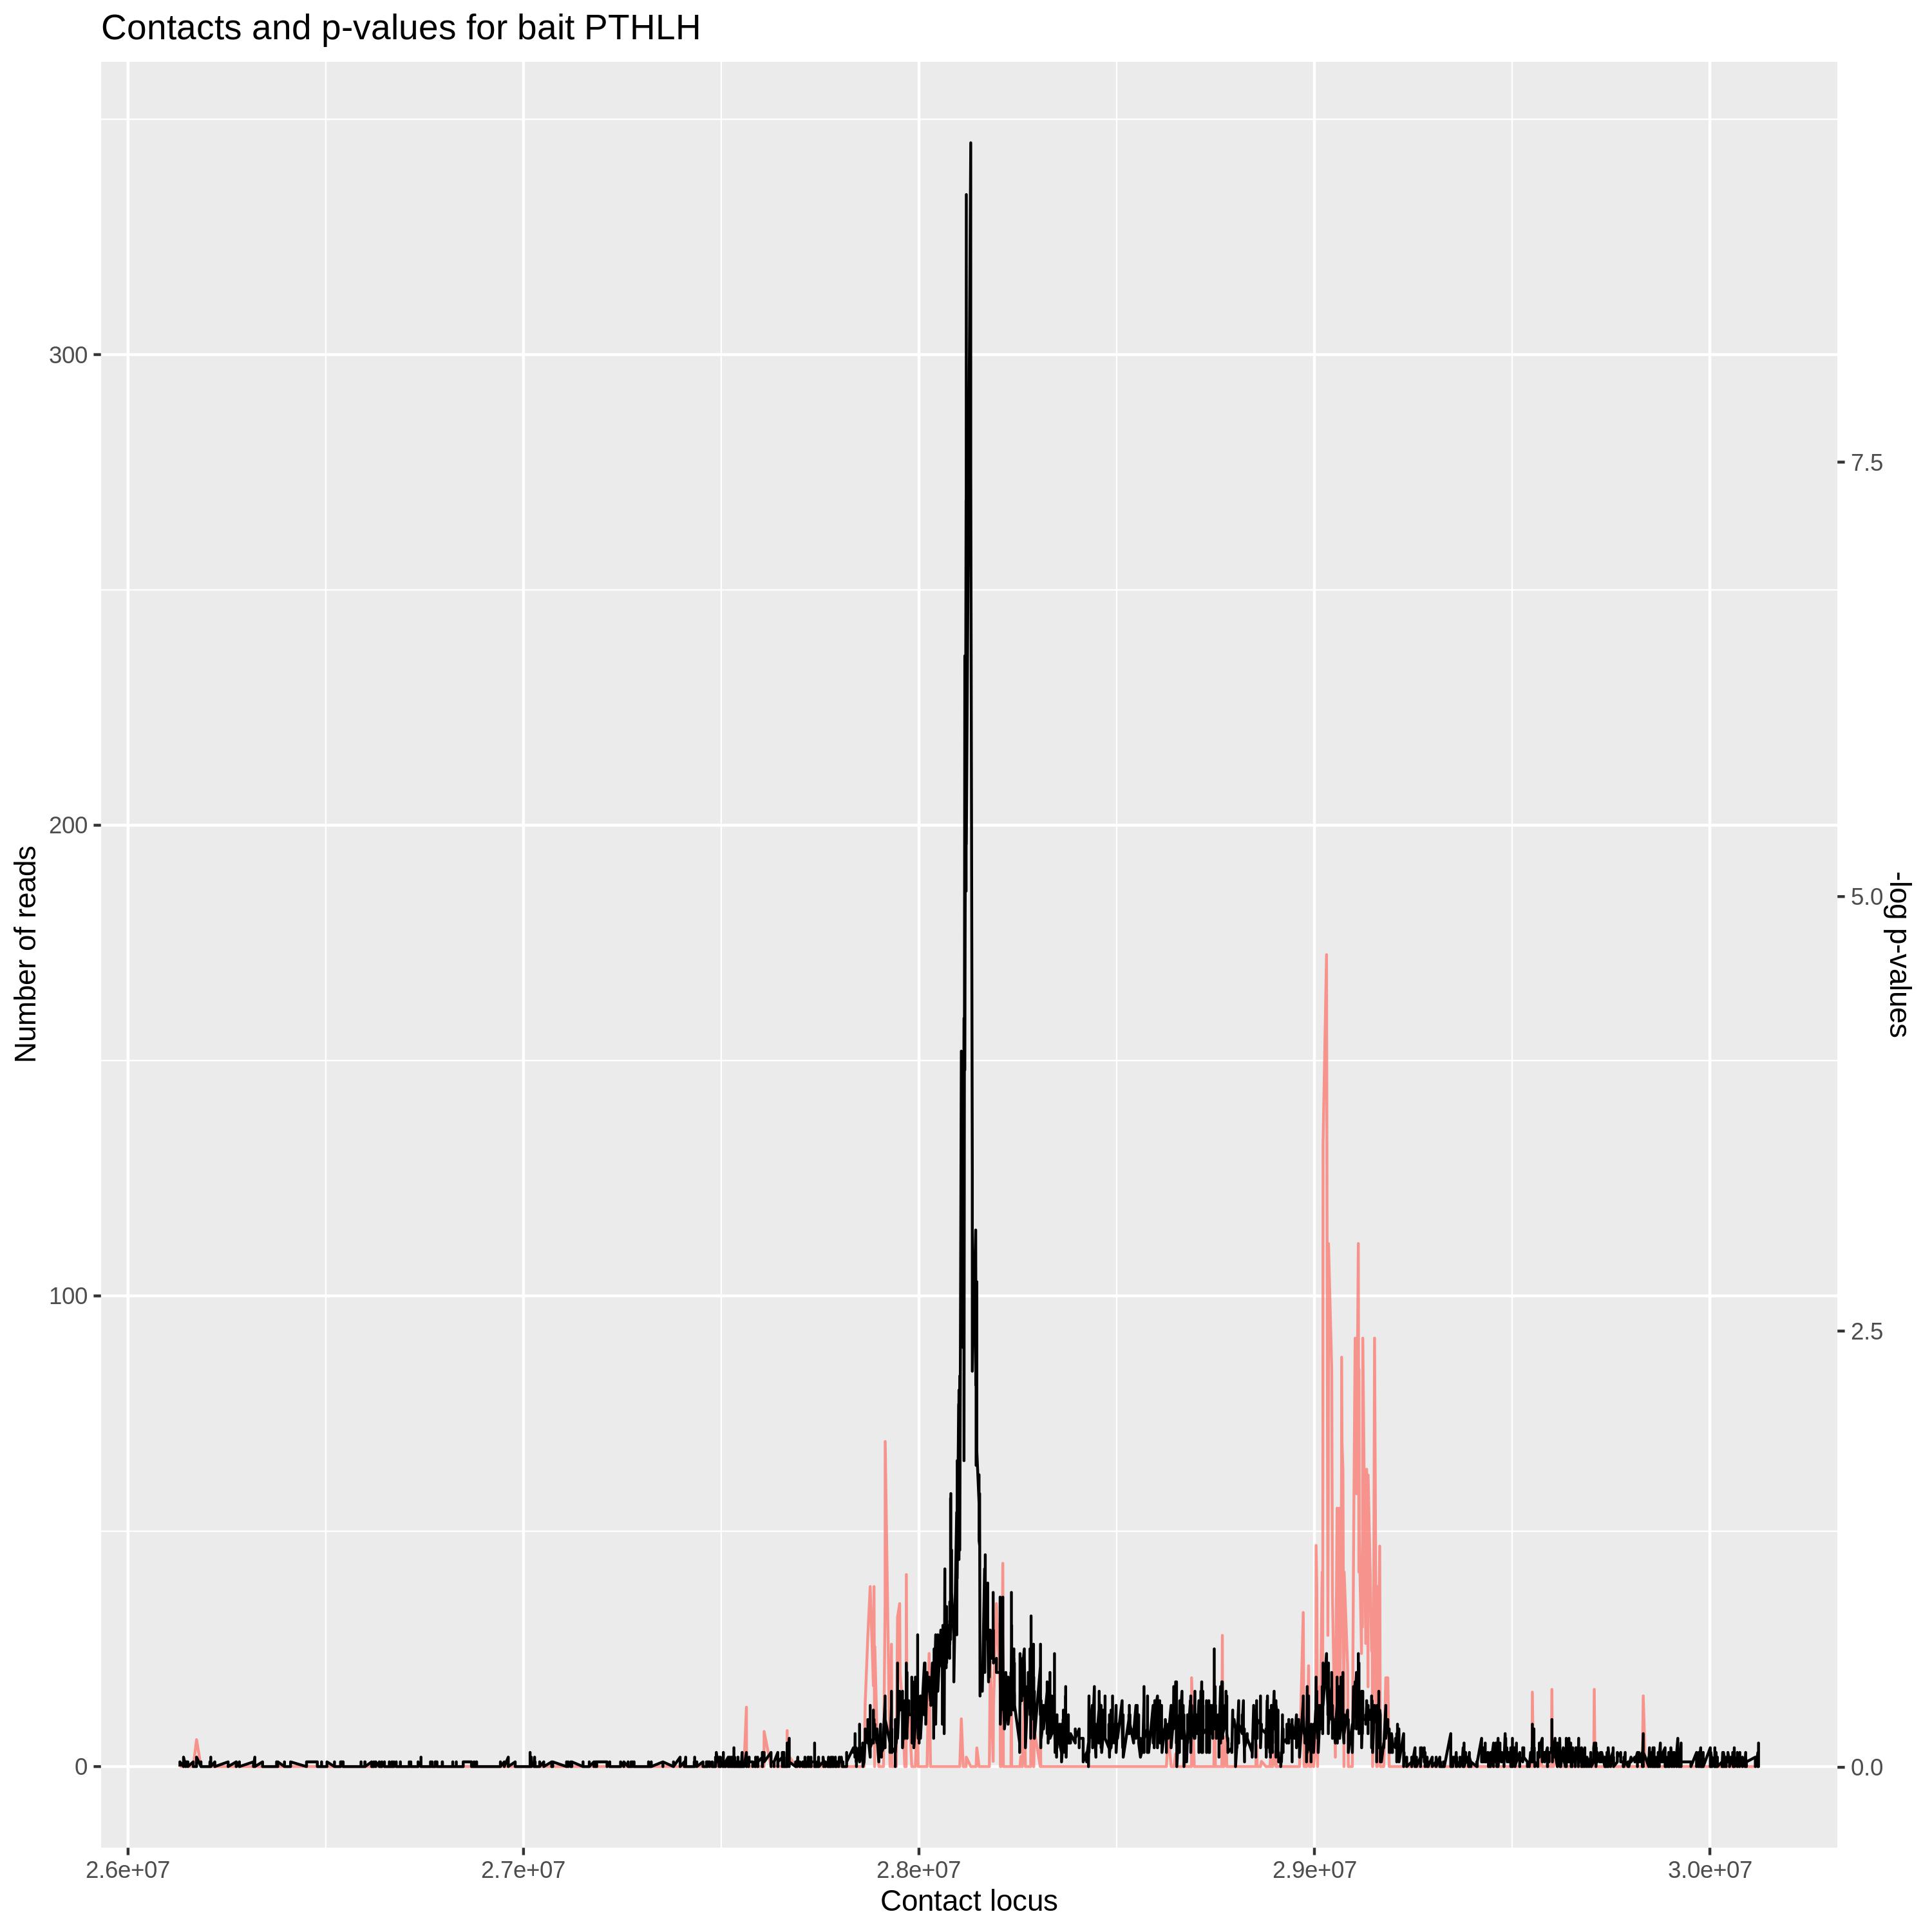 Contacts and p-values for bait PTHLH
300
200
100
0
Number of reads
7.5
5.0
2.5
0.0
-log p-values
2.6e+07
2.7e+07
2.8e+07
2.9e+07
3.0e+07
Contact locus